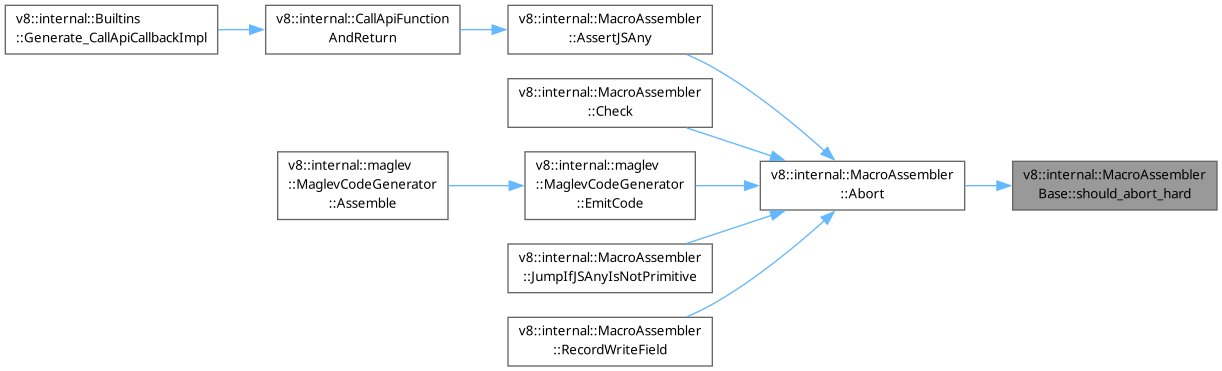 v8::internal::Builtins
::Generate_CallApiCallbackImpl
v8::internal::CallApiFunction
AndReturn
v8::internal::MacroAssembler
::AssertJSAny
v8::internal::MacroAssembler
::Check
v8::internal::maglev
::MaglevCodeGenerator
::Assemble
v8::internal::maglev
::MaglevCodeGenerator
::EmitCode
v8::internal::MacroAssembler
::Abort
v8::internal::MacroAssembler
Base::should_abort_hard
v8::internal::MacroAssembler
::JumpIfJSAnyIsNotPrimitive
v8::internal::MacroAssembler
::RecordWriteField